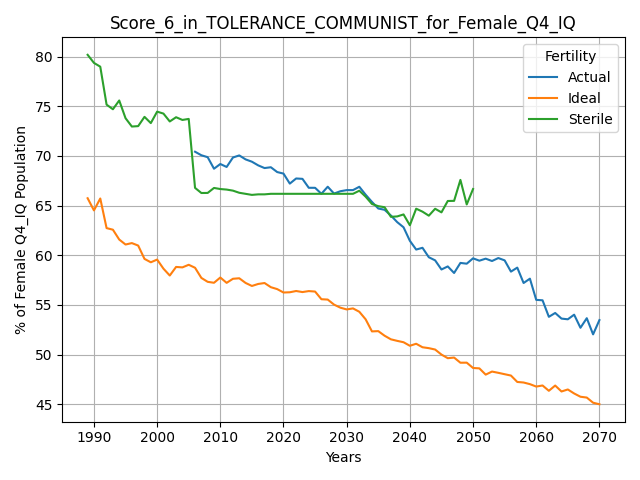 Score_6_in_TOLERANCE_COMMUNIST_for_Female_Q4_IQ
% of Female Q4_IQ Population
80
75
70
65
60
55
50
45
Fertility
Actual
Ideal
Sterile
1990 2000 2010 2020 2030 2040 2050 2060 2070
Years